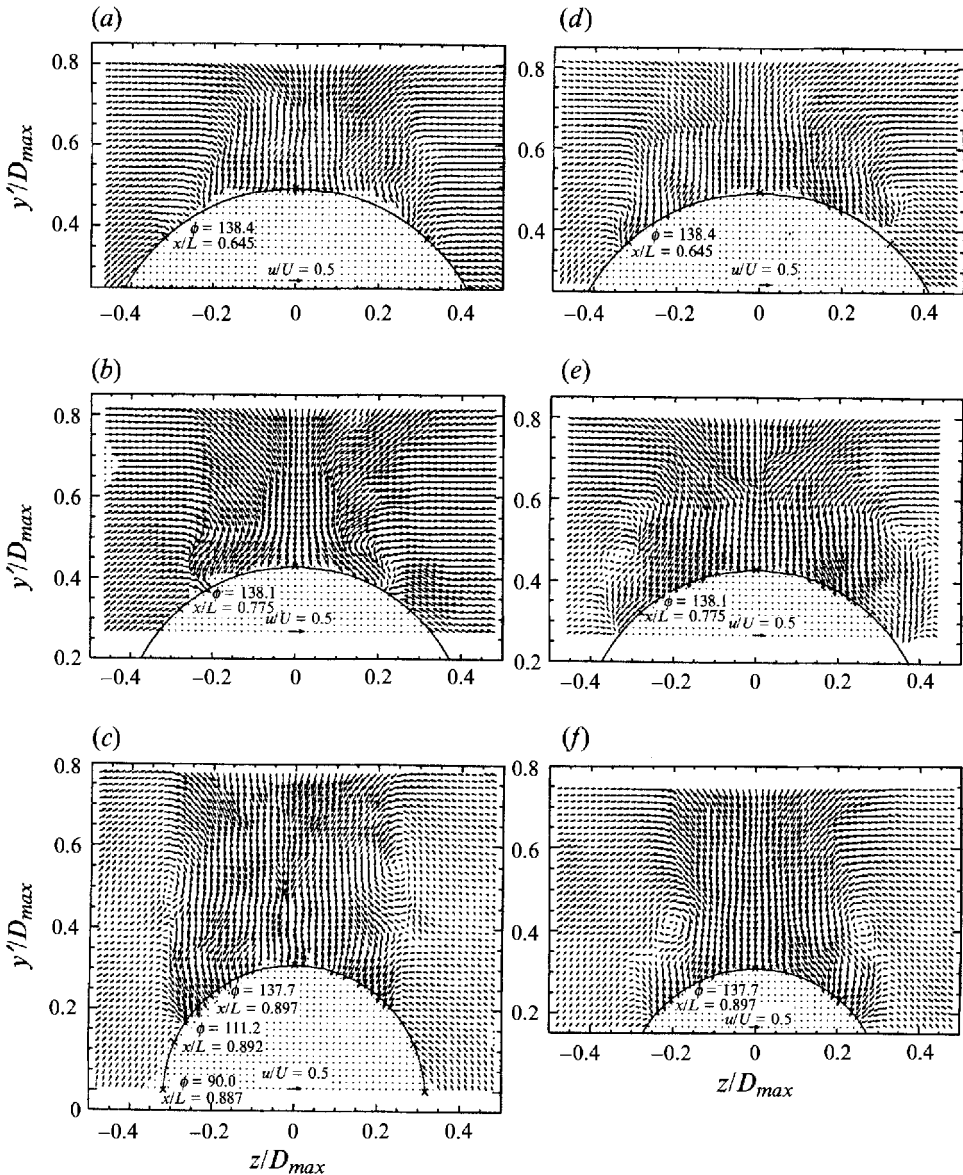 (a)
0.8
0.6
0.4
y′/D_max
ϕ = 138.4
x/L = 0.645
u/U = 0.5
−0.4 −0.2 0 0.2 0.4
(d)
0.8
0.6
0.4
ϕ = 138.4
x/L = 0.645
u/U = 0.5
−0.4 −0.2 0 0.2 0.4
(b)
0.8
0.6
0.4
0.2
y′/D_max
ϕ = 138.1
x/L = 0.775
u/U = 0.5
−0.4 −0.2 0 0.2 0.4
(e)
0.8
0.6
0.4
0.2
ϕ = 138.1
x/L = 0.775
u/U = 0.5
−0.4 −0.2 0 0.2 0.4
(c)
0.8
0.6
0.4
0.2
0
y′/D_max
ϕ = 137.7
x/L = 0.897
ϕ = 111.2
x/L = 0.892
ϕ = 90.0
x/L = 0.887
u/U = 0.5
−0.4 −0.2 0 0.2 0.4
z/D_max
(f)
0.8
0.6
0.4
0.2
ϕ = 137.7
x/L = 0.897
u/U = 0.5
−0.4 −0.2 0 0.2 0.4
z/D_max